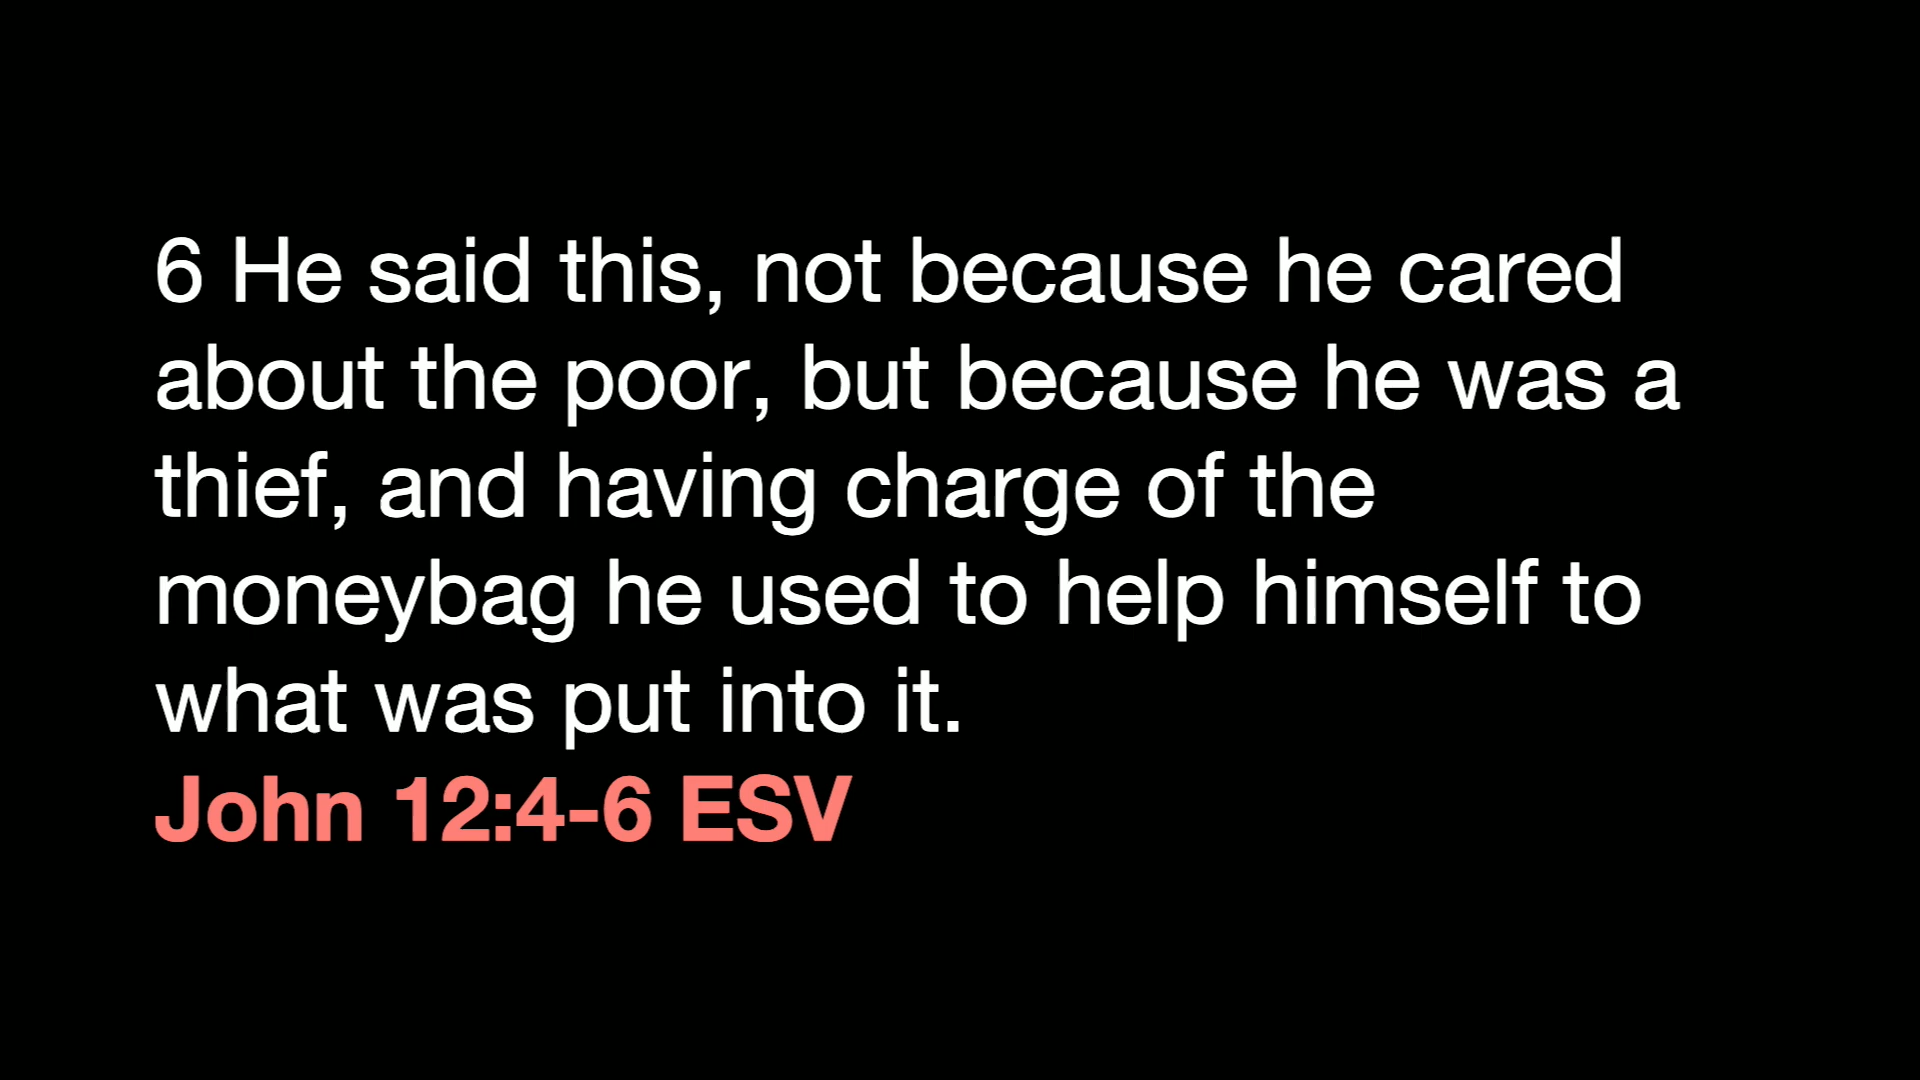 6 He said this, not because he cared
about the poor, but because he was a
thief, and having charge of the
moneybag he used to help himself to
what was put into it.
John 12:4-6 ESV